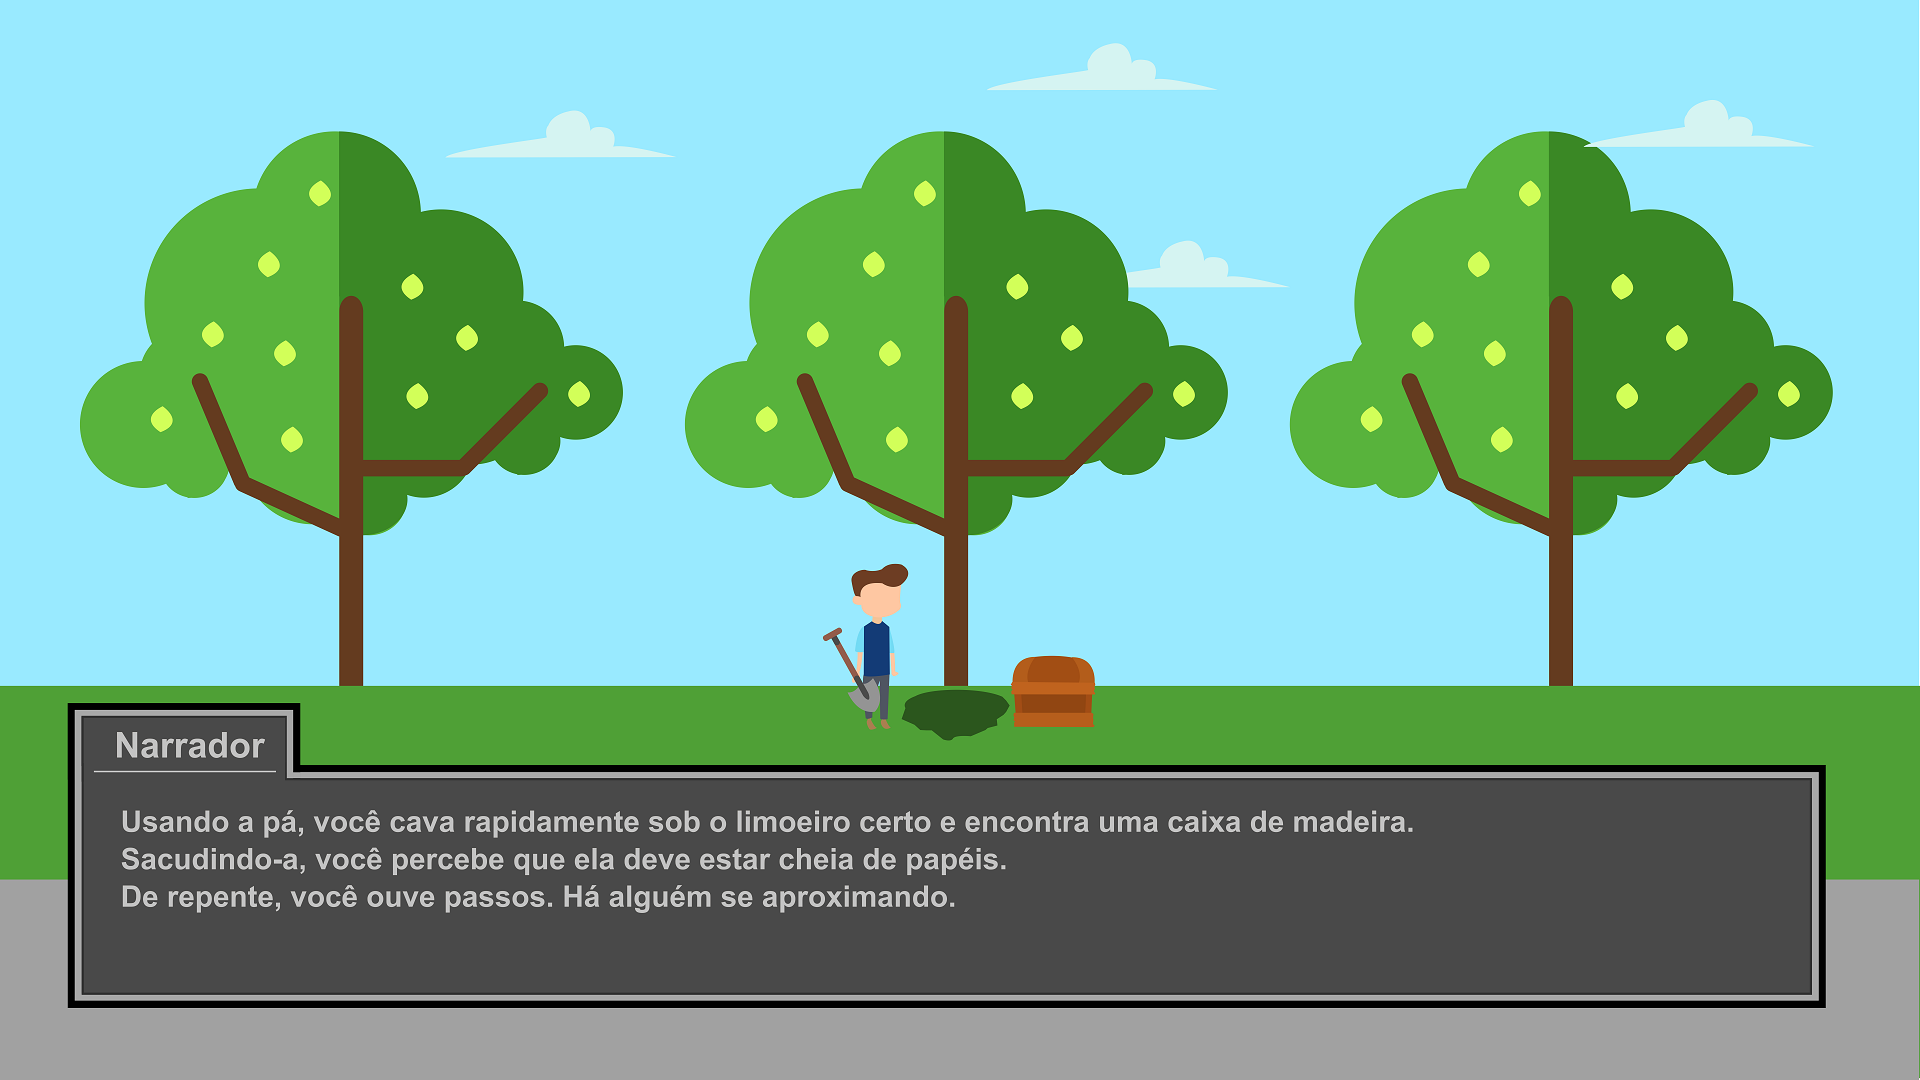 Narrador
Usando a pá, você cava rapidamente sob o limoeiro certo e encontra uma caixa de madeira.
Sacudindo-a, você percebe que ela deve estar cheia de papéis.
De repente, você ouve passos. Há alguém se aproximando.